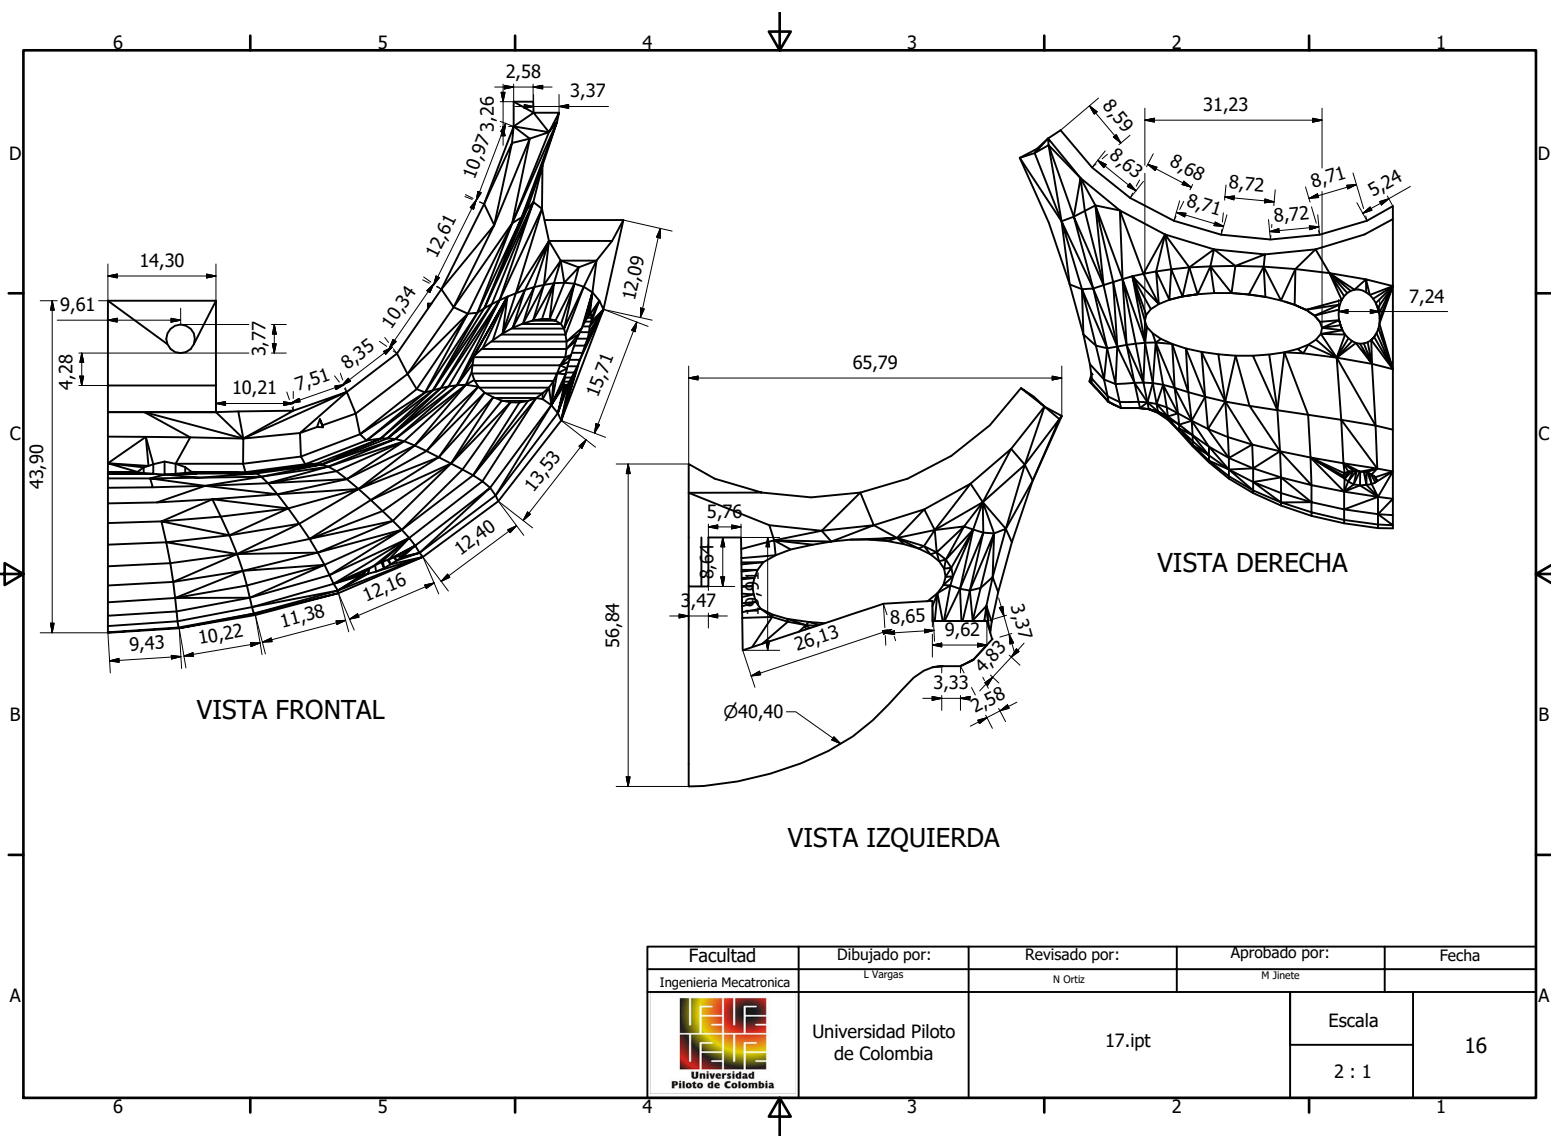 6 5 4 3 2 1
D
D
C
C
B
B
A
A
2,58
3,37
3,26
10,97
12,61
10,34
8,35
7,51
10,21
14,30
9,61
3,77
4,28
43,90
12,09
15,71
13,53
12,40
12,16
11,38
10,22
9,43
VISTA FRONTAL
65,79
5,76
8,64
3,47
56,84
26,13
8,65
9,62
3,37
4,83
3,33
2,58
Ø40,40
VISTA IZQUIERDA
8,59
31,23
8,63
8,68
8,71
8,72
8,72
8,71
5,24
7,24
VISTA DERECHA
Facultad
Dibujado por:
Revisado por:
Aprobado por:
Fecha
Ingenieria Mecatronica
L Vargas
N Ortiz
M Jinete
Universidad
Piloto de Colombia
Universidad Piloto
de Colombia
17.ipt
Escala
2 : 1
16
6 5 4 3 2 1